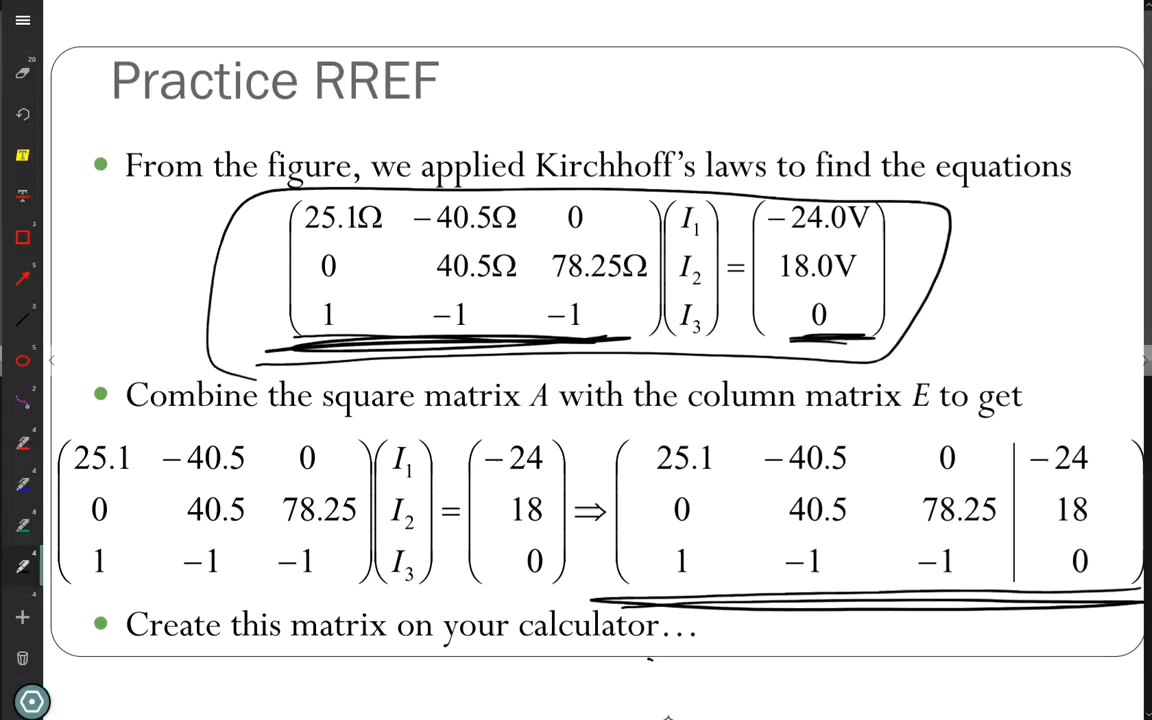 Practice RREF
• From the figure, we applied Kirchhoff's laws to find the equations
25.1Ω −40.5Ω 0 I₁ −24.0V
0 40.5Ω 78.25Ω I₂ = 18.0V
1 −1 −1 I₃ 0
• Combine the square matrix A with the column matrix E to get
25.1 −40.5 0 I₁ −24 25.1 −40.5 0 | −24
0 40.5 78.25 I₂ = 18 ⇒ 0 40.5 78.25 | 18
1 −1 −1 I₃ 0 1 −1 −1 | 0
• Create this matrix on your calculator…